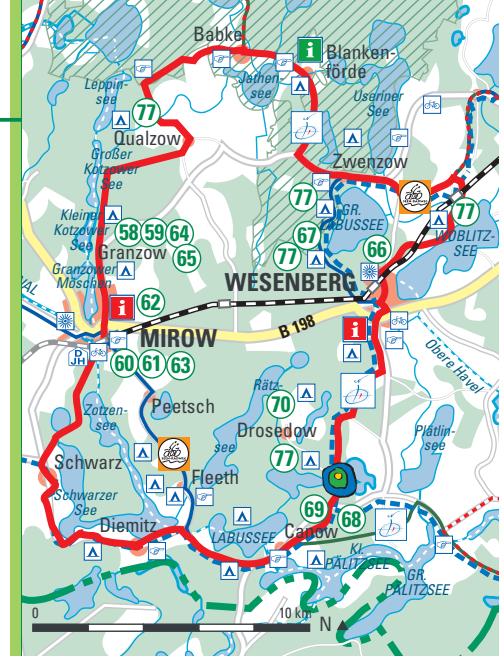 Babke
i
Blanken-
förde
Leppin-
see
Jäthen-
see
Useriner
See
77
Qualzow
Großer
Kotzower
See
Zwenzow
77
GR.
LABUSSEE
77
WOBLITZ-
SEE
Kleiner
Kotzower
See
58 59 64
67
77
66
Granzow
65
Granzower
Möschen
WESENBERG
i
62
VAL
B 198
i
MIROW
D
JH
60 61 63
Obere Havel
Rätz-
see
70
Zotzen-
see
Peetsch
Drosedow
Plätlin-
see
77
Schwarz
Fleeth
Schwarzer
See
69
68
Diemitz
LABUSSEE
Canow
KL.
PÄLITZSEE
GR.
PÄLITZSEE
0
10 km
N